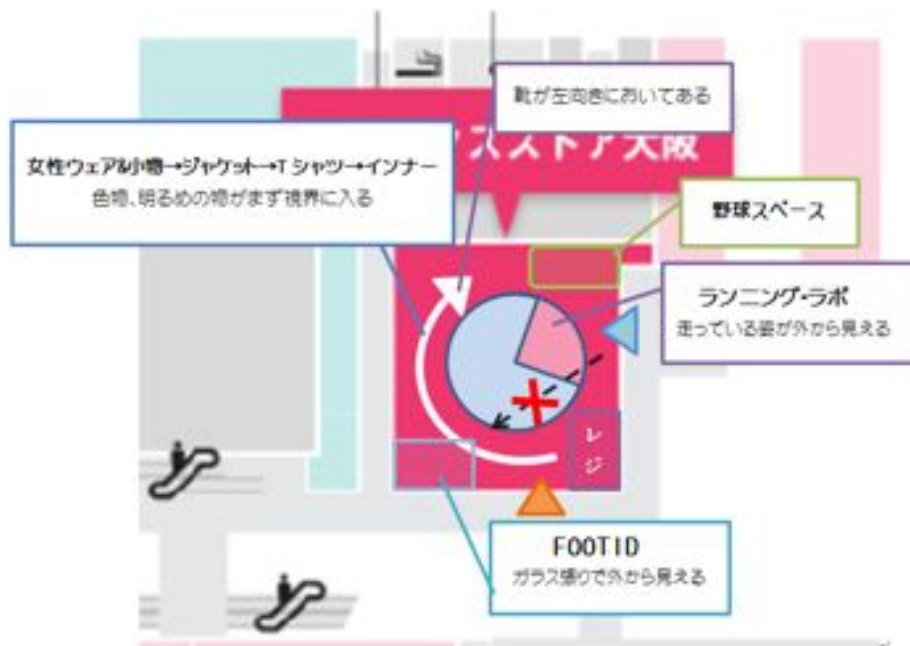 靴が左向きにおいてある
女性ウェア&小物→ジャケット→Tシャツ→インナー
色物、明るめの物がまず視界に入る
スストア大阪
野球スペース
ランニング・ラボ
走っている姿が外から見える
レジ
FOOTID
ガラス張りで外から見える